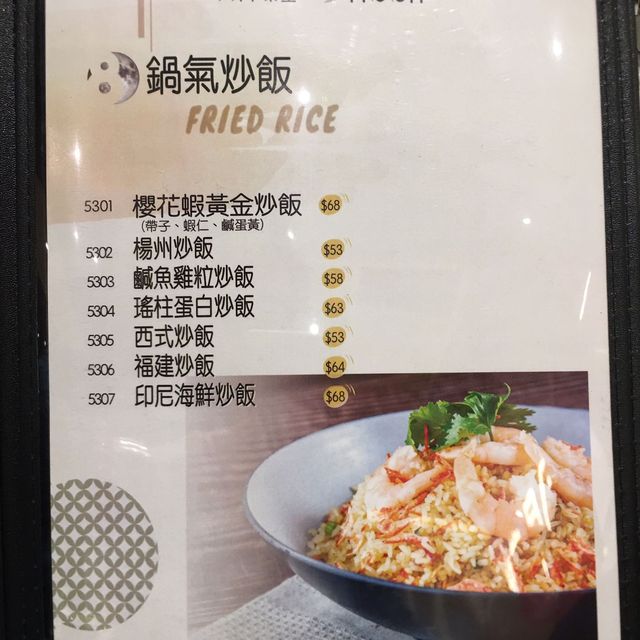 鍋氣炒飯
FRIED RICE
5301 櫻花蝦黃金炒飯 $68
(帶子、蝦仁、鹹蛋黃)
5302 楊州炒飯 $53
5303 鹹魚雞粒炒飯 $58
5304 瑤柱蛋白炒飯 $63
5305 西式炒飯 $53
5306 福建炒飯 $64
5307 印尼海鮮炒飯 $68